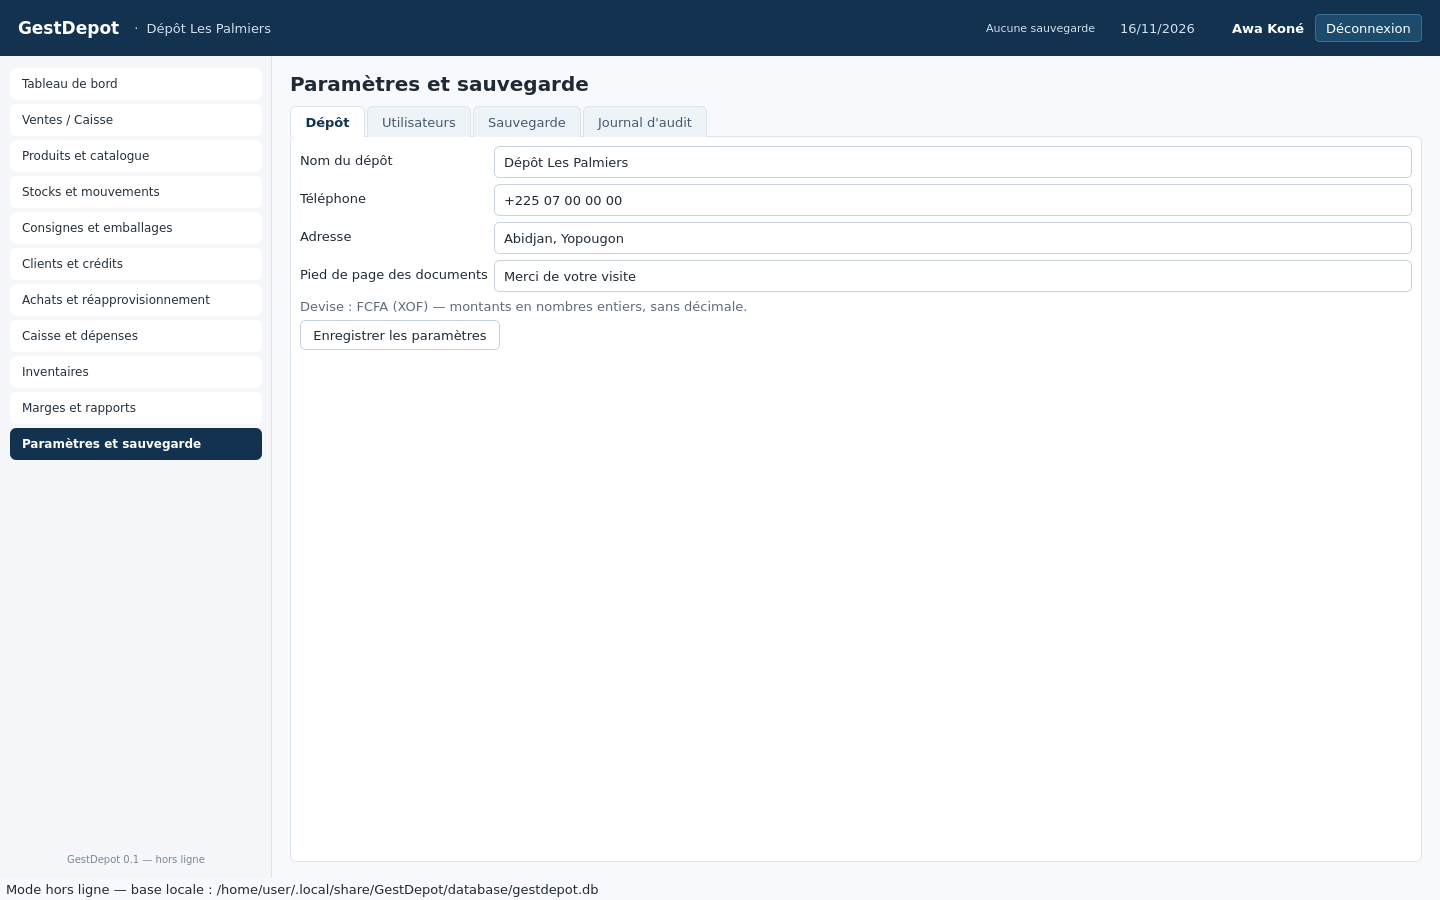 GestDepot · Dépôt Les Palmiers Aucune sauvegarde 16/11/2026 Awa Koné Déconnexion
Tableau de bord
Ventes / Caisse
Produits et catalogue
Stocks et mouvements
Consignes et emballages
Clients et crédits
Achats et réapprovisionnement
Caisse et dépenses
Inventaires
Marges et rapports
Paramètres et sauvegarde
GestDepot 0.1 — hors ligne
Paramètres et sauvegarde
Dépôt Utilisateurs Sauvegarde Journal d'audit
Nom du dépôt Dépôt Les Palmiers
Téléphone +225 07 00 00 00
Adresse Abidjan, Yopougon
Pied de page des documents Merci de votre visite
Devise : FCFA (XOF) — montants en nombres entiers, sans décimale.
Enregistrer les paramètres
Mode hors ligne — base locale : /home/user/.local/share/GestDepot/database/gestdepot.db